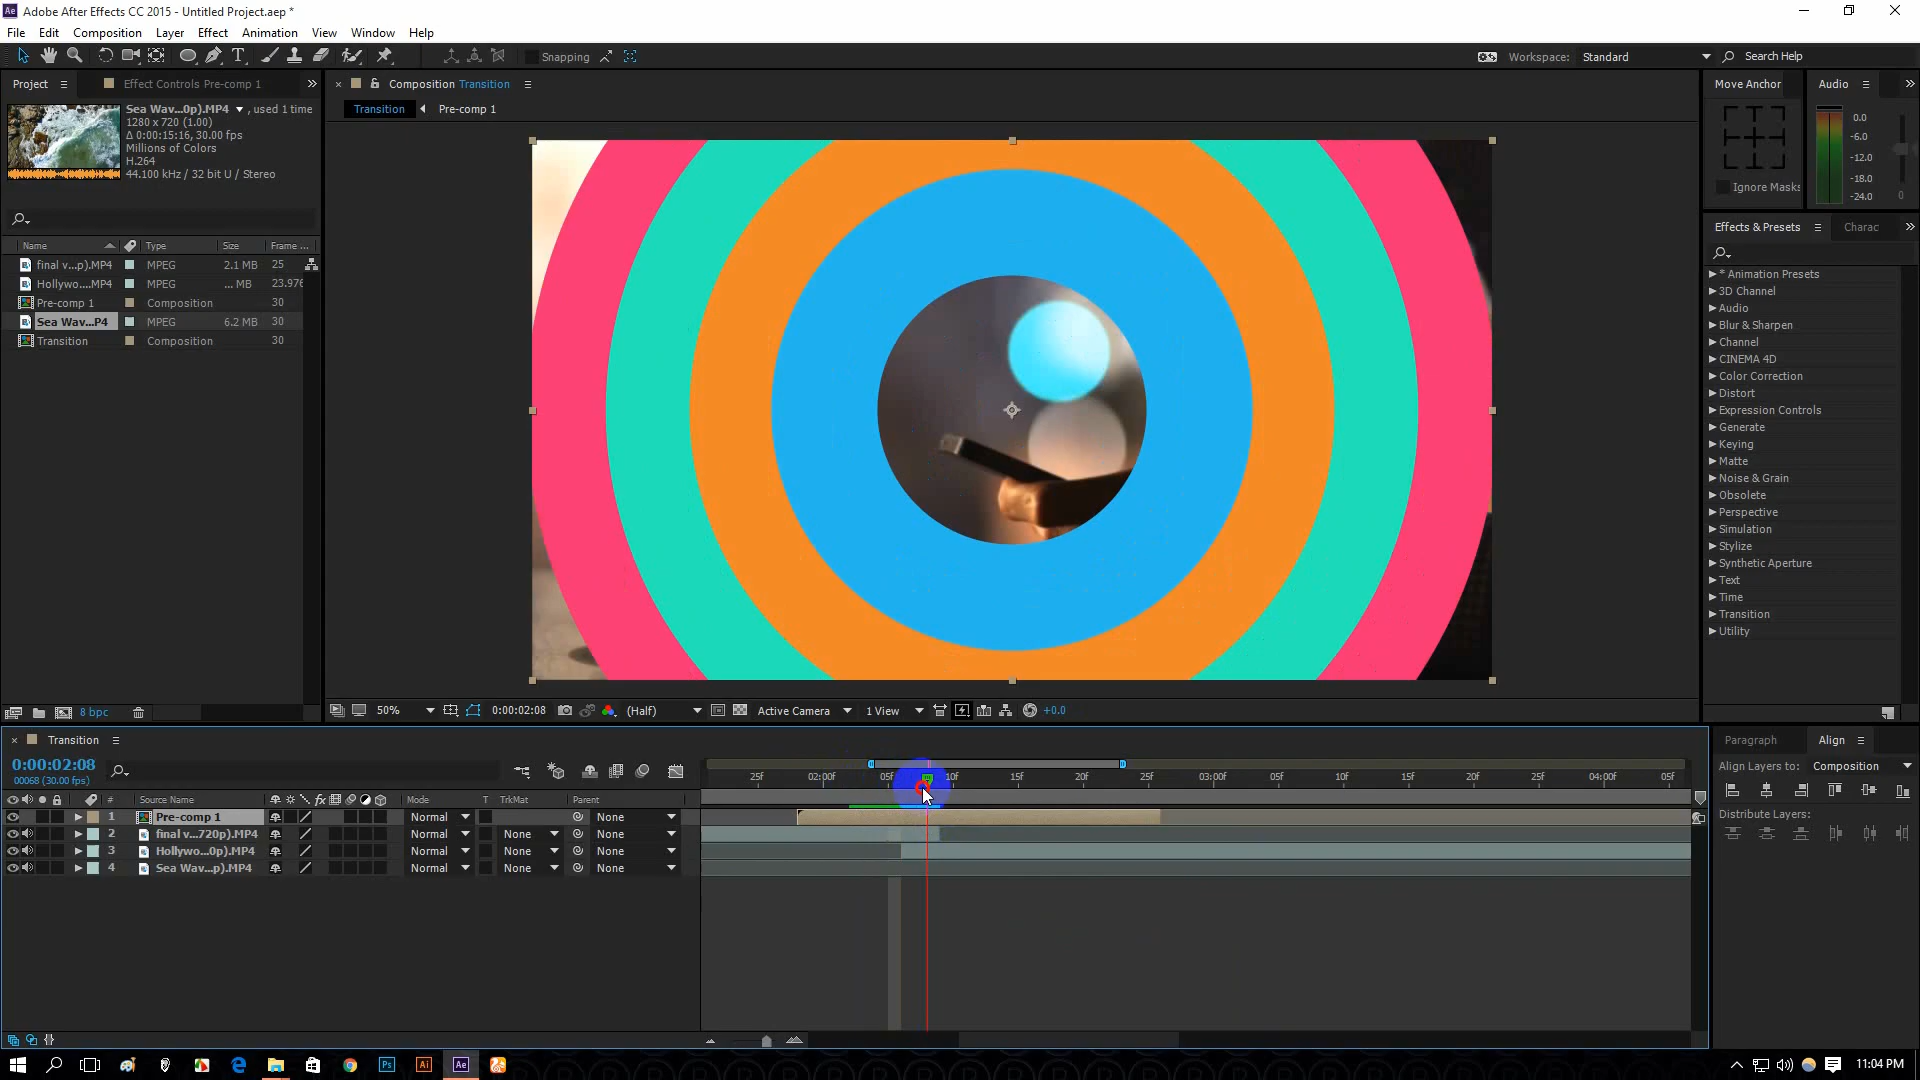 Ae Adobe After Effects CC 2015 - Untitled Project.aep *
File Edit Composition Layer Effect Animation View Window Help
Snapping
Workspace: Standard Search Help
Project Effect Controls Pre-comp 1 »
Composition Transition
Move Anchor Audio »
Transition Pre-comp 1
Sea Wav...0p).MP4 , used 1 time
1280 x 720 (1.00)
Δ 0:00:15:16, 30.00 fps
Millions of Colors
H.264
44.100 kHz / 32 bit U / Stereo
0.0
-6.0
-12.0
-18.0
-24.0
0
Ignore Masks
Name Type Size Frame ...
final v...p).MP4 MPEG 2.1 MB 25
Hollywo....MP4 MPEG ... MB 23.976
Pre-comp 1 Composition 30
Sea Wav...P4 MPEG 6.2 MB 30
Transition Composition 30
Effects & Presets Charac »
* Animation Presets
3D Channel
Audio
Blur & Sharpen
Channel
CINEMA 4D
Color Correction
Distort
Expression Controls
Generate
Keying
Matte
Noise & Grain
Obsolete
Perspective
Simulation
Stylize
Synthetic Aperture
Text
Time
Transition
Utility
8 bpc
50% 0:00:02:08 (Half) Active Camera 1 View +0.0
Transition
0:00:02:08
00068 (30.00 fps)
25f 02:00f 05f 10f 15f 20f 25f 03:00f 05f 10f 15f 20f 25f 04:00f 05f
# Source Name fx Mode T TrkMat Parent
1 Pre-comp 1 Normal None
2 final v...720p).MP4 Normal None None
3 Hollywo...0p).MP4 Normal None None
4 Sea Wav...p).MP4 Normal None None
Paragraph Align
Align Layers to: Composition
Distribute Layers:
Ps Ai Ae
11:04 PM